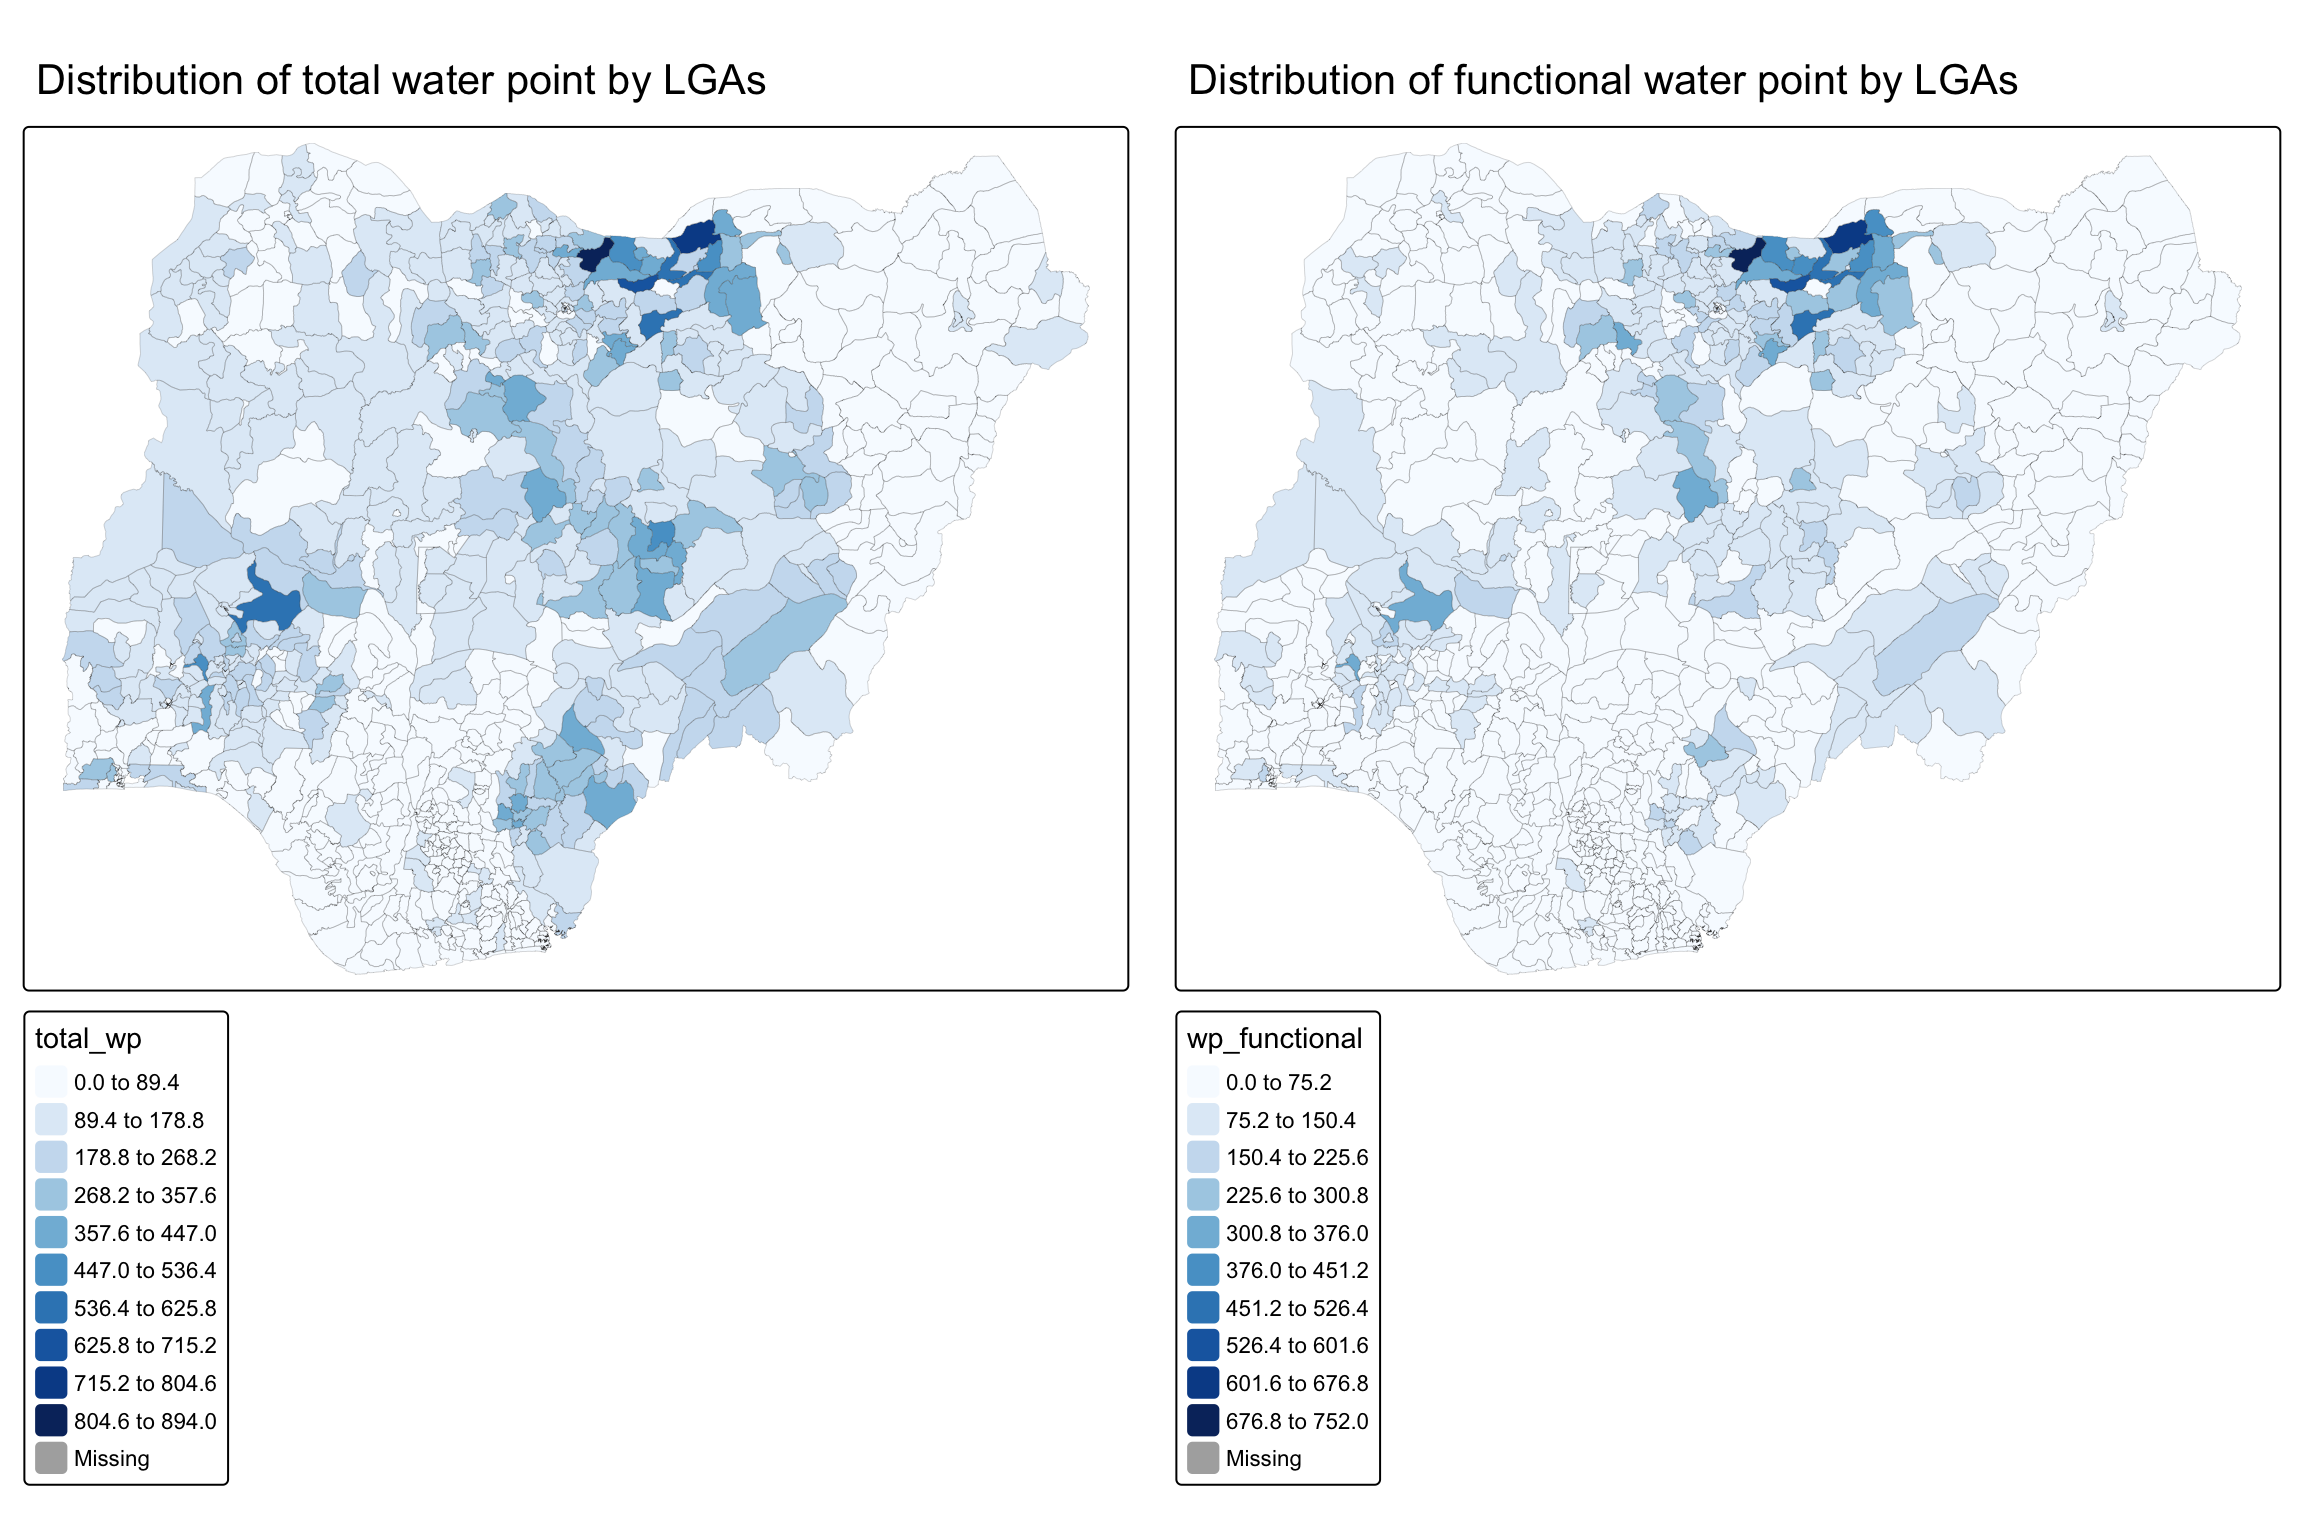 Distribution of total water point by LGAs
Distribution of functional water point by LGAs
total_wp
0.0 to 89.4
89.4 to 178.8
178.8 to 268.2
268.2 to 357.6
357.6 to 447.0
447.0 to 536.4
536.4 to 625.8
625.8 to 715.2
715.2 to 804.6
804.6 to 894.0
Missing
wp_functional
0.0 to 75.2
75.2 to 150.4
150.4 to 225.6
225.6 to 300.8
300.8 to 376.0
376.0 to 451.2
451.2 to 526.4
526.4 to 601.6
601.6 to 676.8
676.8 to 752.0
Missing